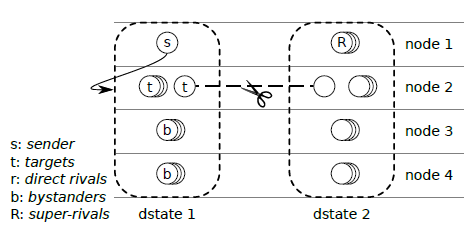 s R node 1
t t node 2
b node 3
b node 4
s: sender
t: targets
r: direct rivals
b: bystanders
R: super-rivals
dstate 1 dstate 2